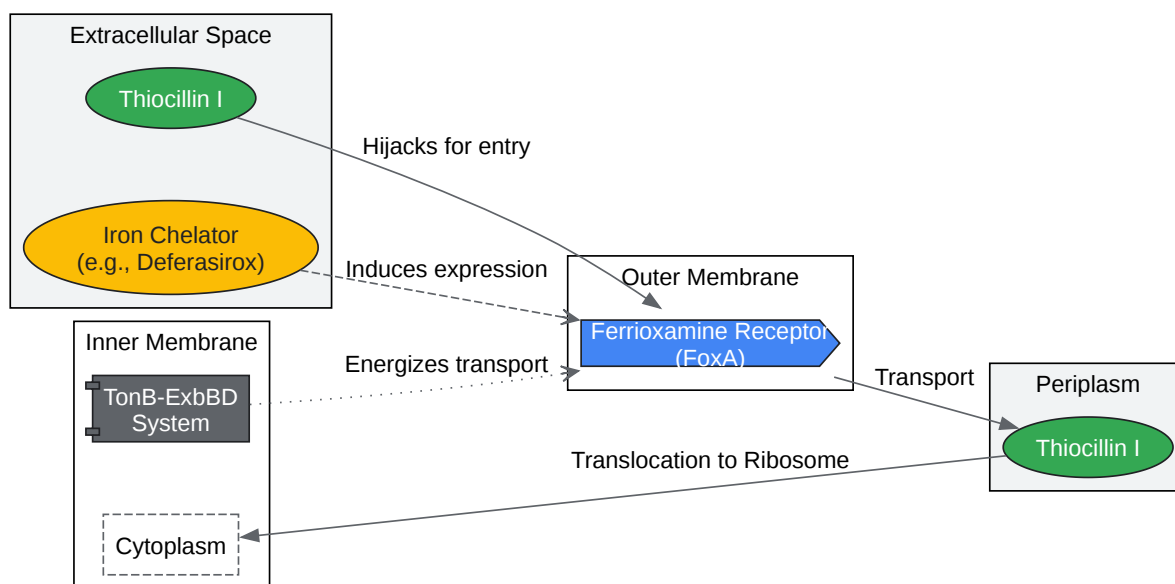 Extracellular Space
Thiocillin I
Hijacks for entry
Iron Chelator
(e.g., Deferasirox)
Induces expression
Outer Membrane
Ferrioxamine Receptor
(FoxA)
Inner Membrane
TonB-ExbBD
System
Energizes transport
Transport
Periplasm
Thiocillin I
Translocation to Ribosome
Cytoplasm